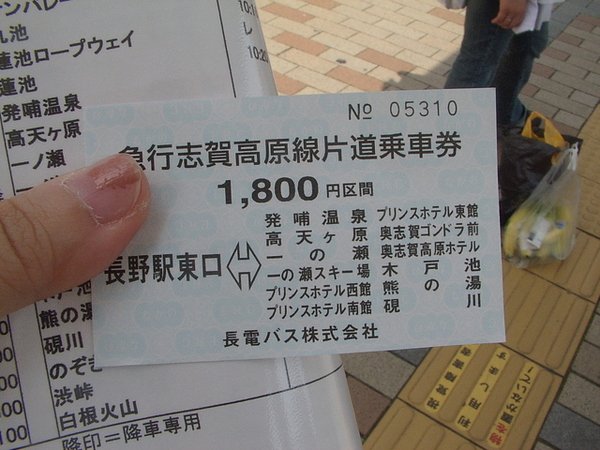 丸池
蓮池ロープウェイ
蓮池
発哺温泉
高天ヶ原
一ノ瀬
№ 05310
急行志賀高原線片道乗車券
1,800円区間
長野駅東口
発哺温泉 プリンスホテル東館
高天ヶ原 奥志賀ゴンドラ前
一の瀬 奥志賀高原ホテル
一の瀬スキー場 木戸池
プリンスホテル西館 熊の湯
プリンスホテル南館 硯川
長電バス株式会社
熊の湯
硯川
のぞき
渋峠
白根火山
降印＝降車専用